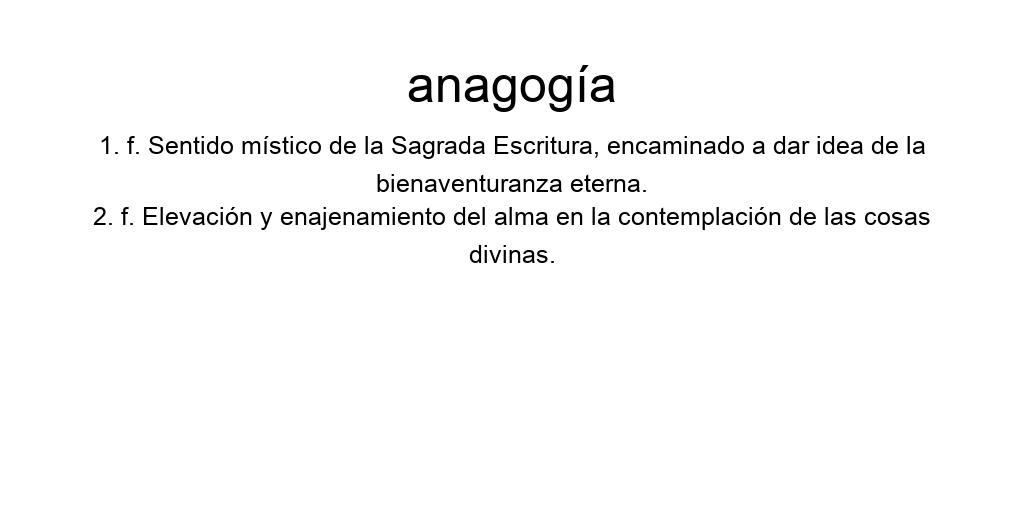 anagogía
1. f. Sentido místico de la Sagrada Escritura, encaminado a dar idea de la
bienaventuranza eterna.
2. f. Elevación y enajenamiento del alma en la contemplación de las cosas
divinas.